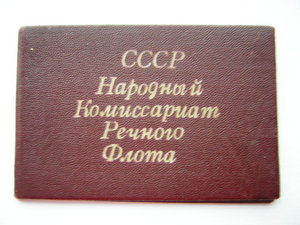 СССР
Народный
Комиссариат
Речного
Флота